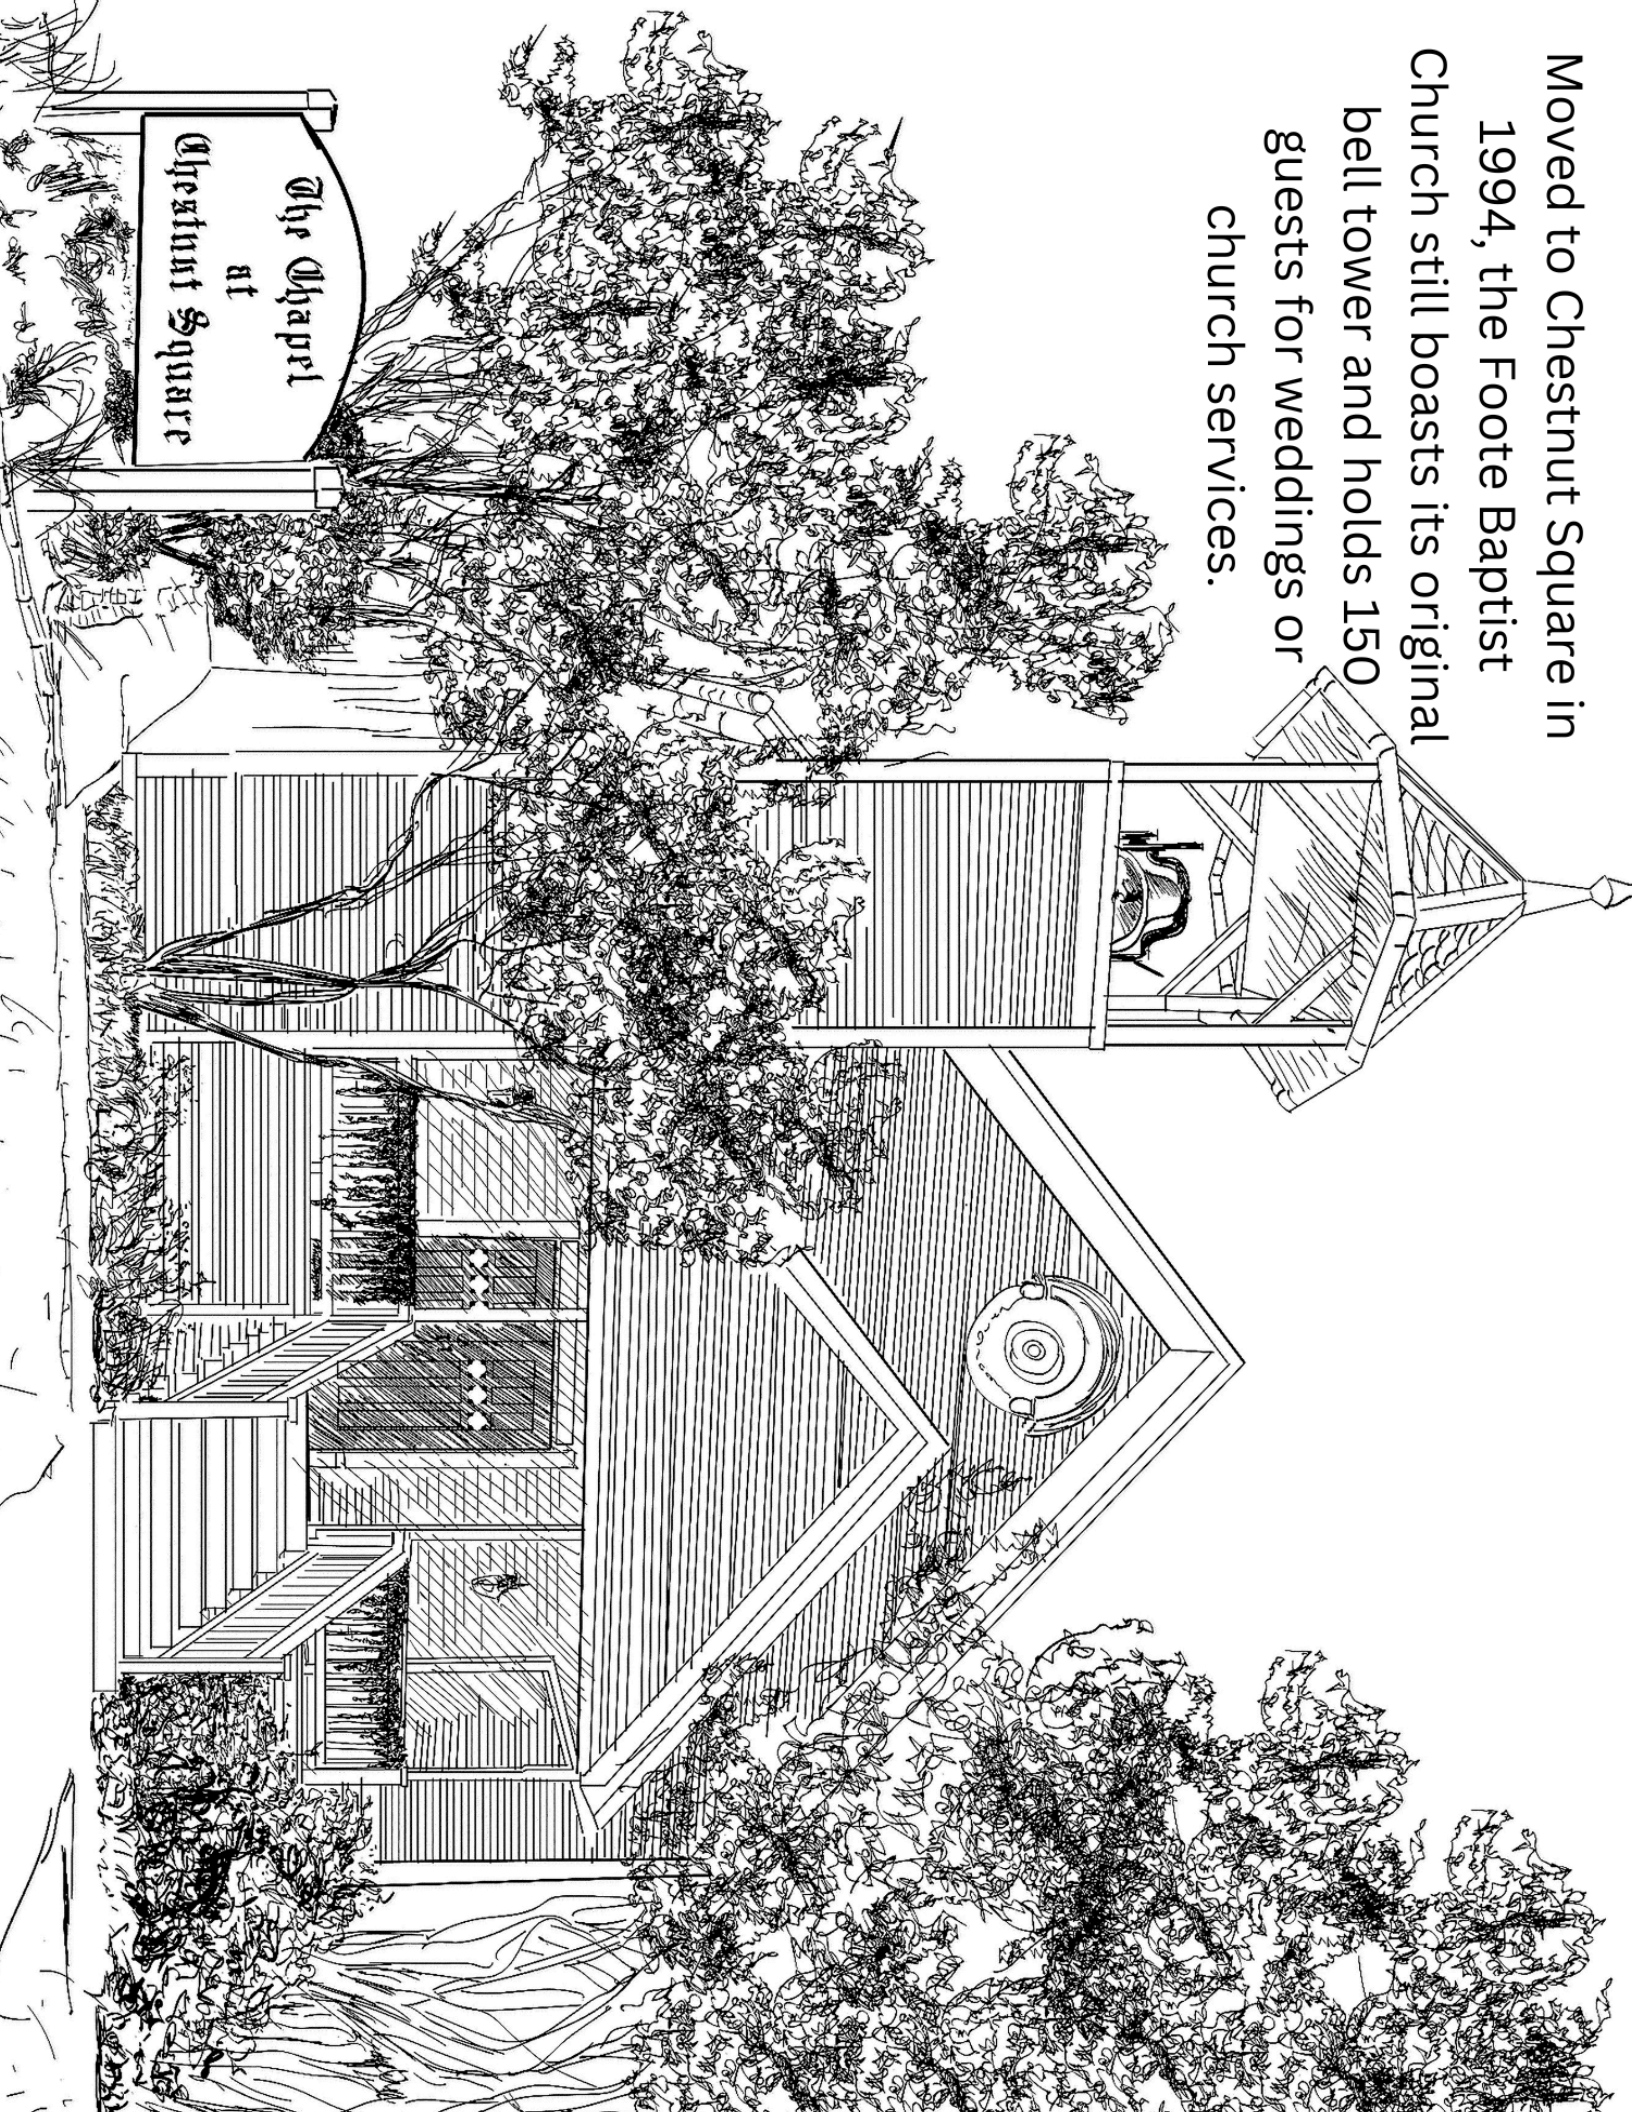 Moved to Chestnut Square in
1994, the Foote Baptist
Church still boasts its original
bell tower and holds 150
guests for weddings or
church services.
The Chapel
at
Chestnut Square